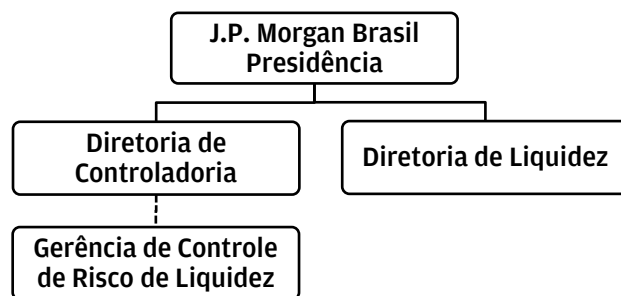 J.P. Morgan Brasil
Presidência
Diretoria de
Controladoria
Diretoria de Liquidez
Gerência de Controle
de Risco de Liquidez